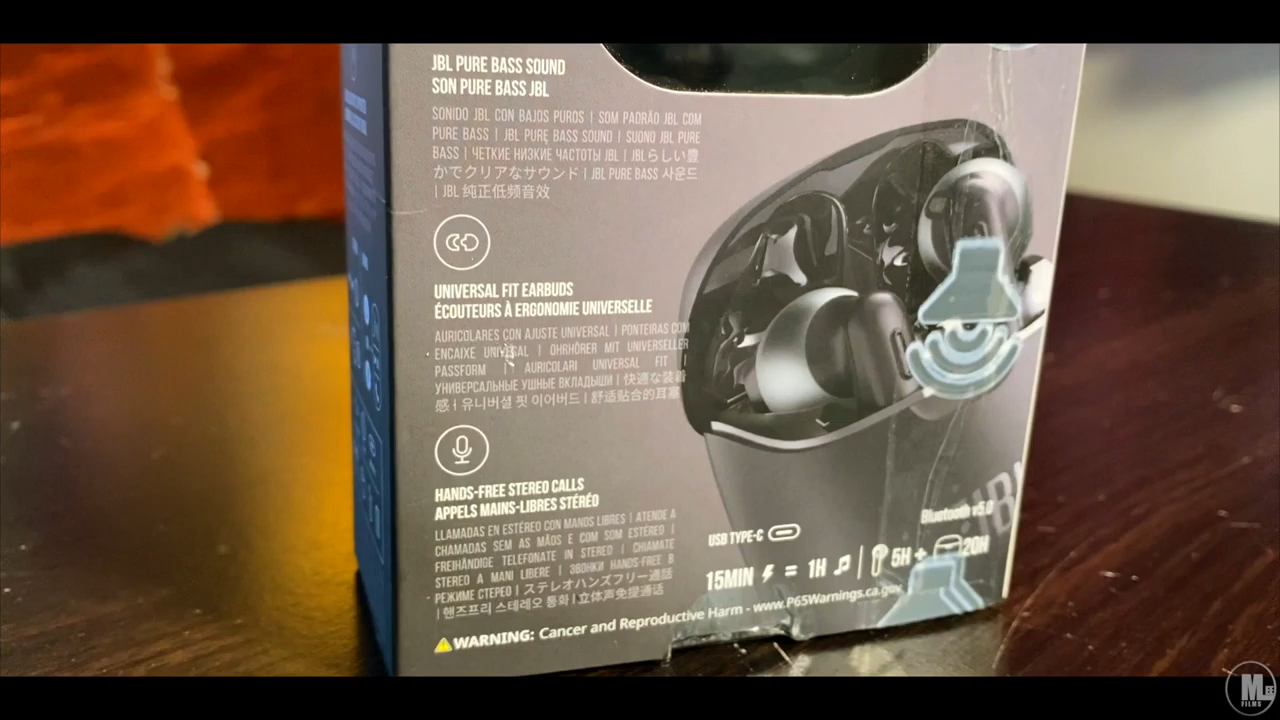 JBL PURE BASS SOUND
SON PURE BASS JBL
SONIDO JBL CON BAJOS PUROS | SOM PADRÃO JBL COM
PURE BASS | JBL PURE BASS SOUND | SUONO JBL PURE
BASS | ЧЕТКИЕ НИЗКИЕ ЧАСТОТЫ JBL | JBLらしい豊
かでクリアなサウンド | JBL PURE BASS 사운드
| JBL 纯正低频音效
UNIVERSAL FIT EARBUDS
ÉCOUTEURS À ERGONOMIE UNIVERSELLE
AURICOLARES CON AJUSTE UNIVERSAL | PONTEIRAS COM
ENCAIXE UNIVERSAL | OHRHÖRER MIT UNIVERSELLER
PASSFORM | AURICOLARI UNIVERSAL FIT |
УНИВЕРСАЛЬНЫЕ УШНЫЕ ВКЛАДЫШИ | 快適な装着
感 | 유니버셜 핏 이어버드 | 舒适贴合的耳塞
HANDS-FREE STEREO CALLS
APPELS MAINS-LIBRES STÉRÉO
LLAMADAS EN ESTÉREO CON MANOS LIBRES | ATENDE A
CHAMADAS SEM AS MÃOS E COM SOM ESTÉREO |
FREIHÄNDIGE TELEFONATE IN STEREO | CHIAMATE
STEREO A MANI LIBERE | ЗВОНКИ HANDS-FREE В
РЕЖИМЕ СТЕРЕО | ステレオハンズフリー通話
| 핸즈프리 스테레오 통화 | 立体声免提通话
WARNING: Cancer and Reproductive Harm - www.P65Warnings.ca.gov
Bluetooth v5.0
USB TYPE-C
15MIN = 1H | 5H + 20H
JBL
M FILMS